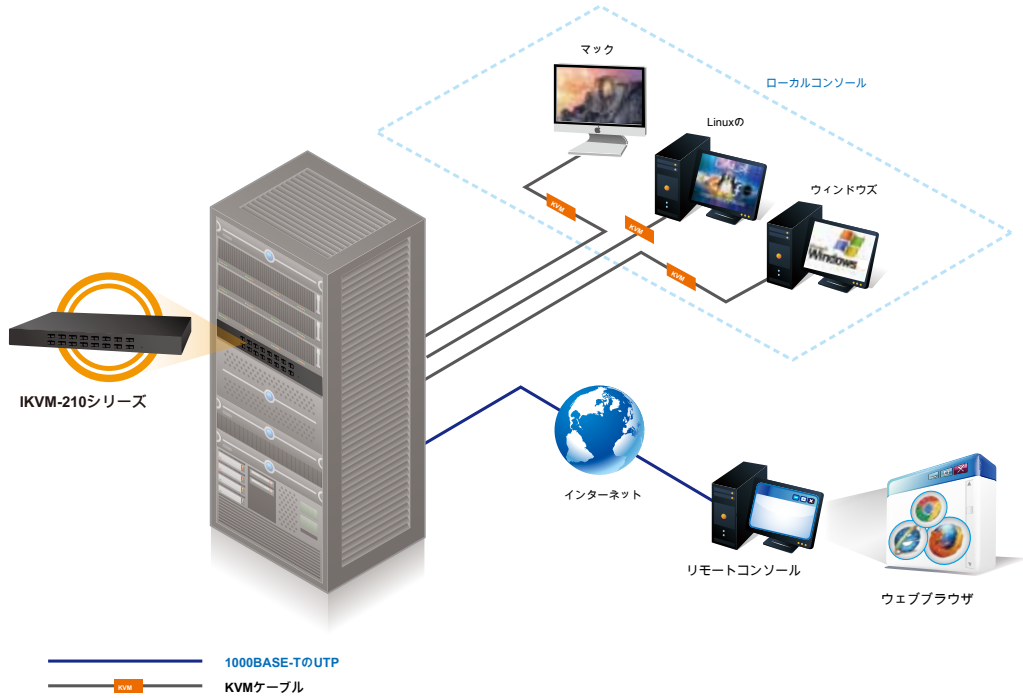 マック
ローカルコンソール
Linuxの
ウィンドウズ
Windows
KVM
KVM
KVM
IKVM-210シリーズ
インターネット
リモートコンソール
ウェブブラウザ
1000BASE-TのUTP
KVM
KVMケーブル